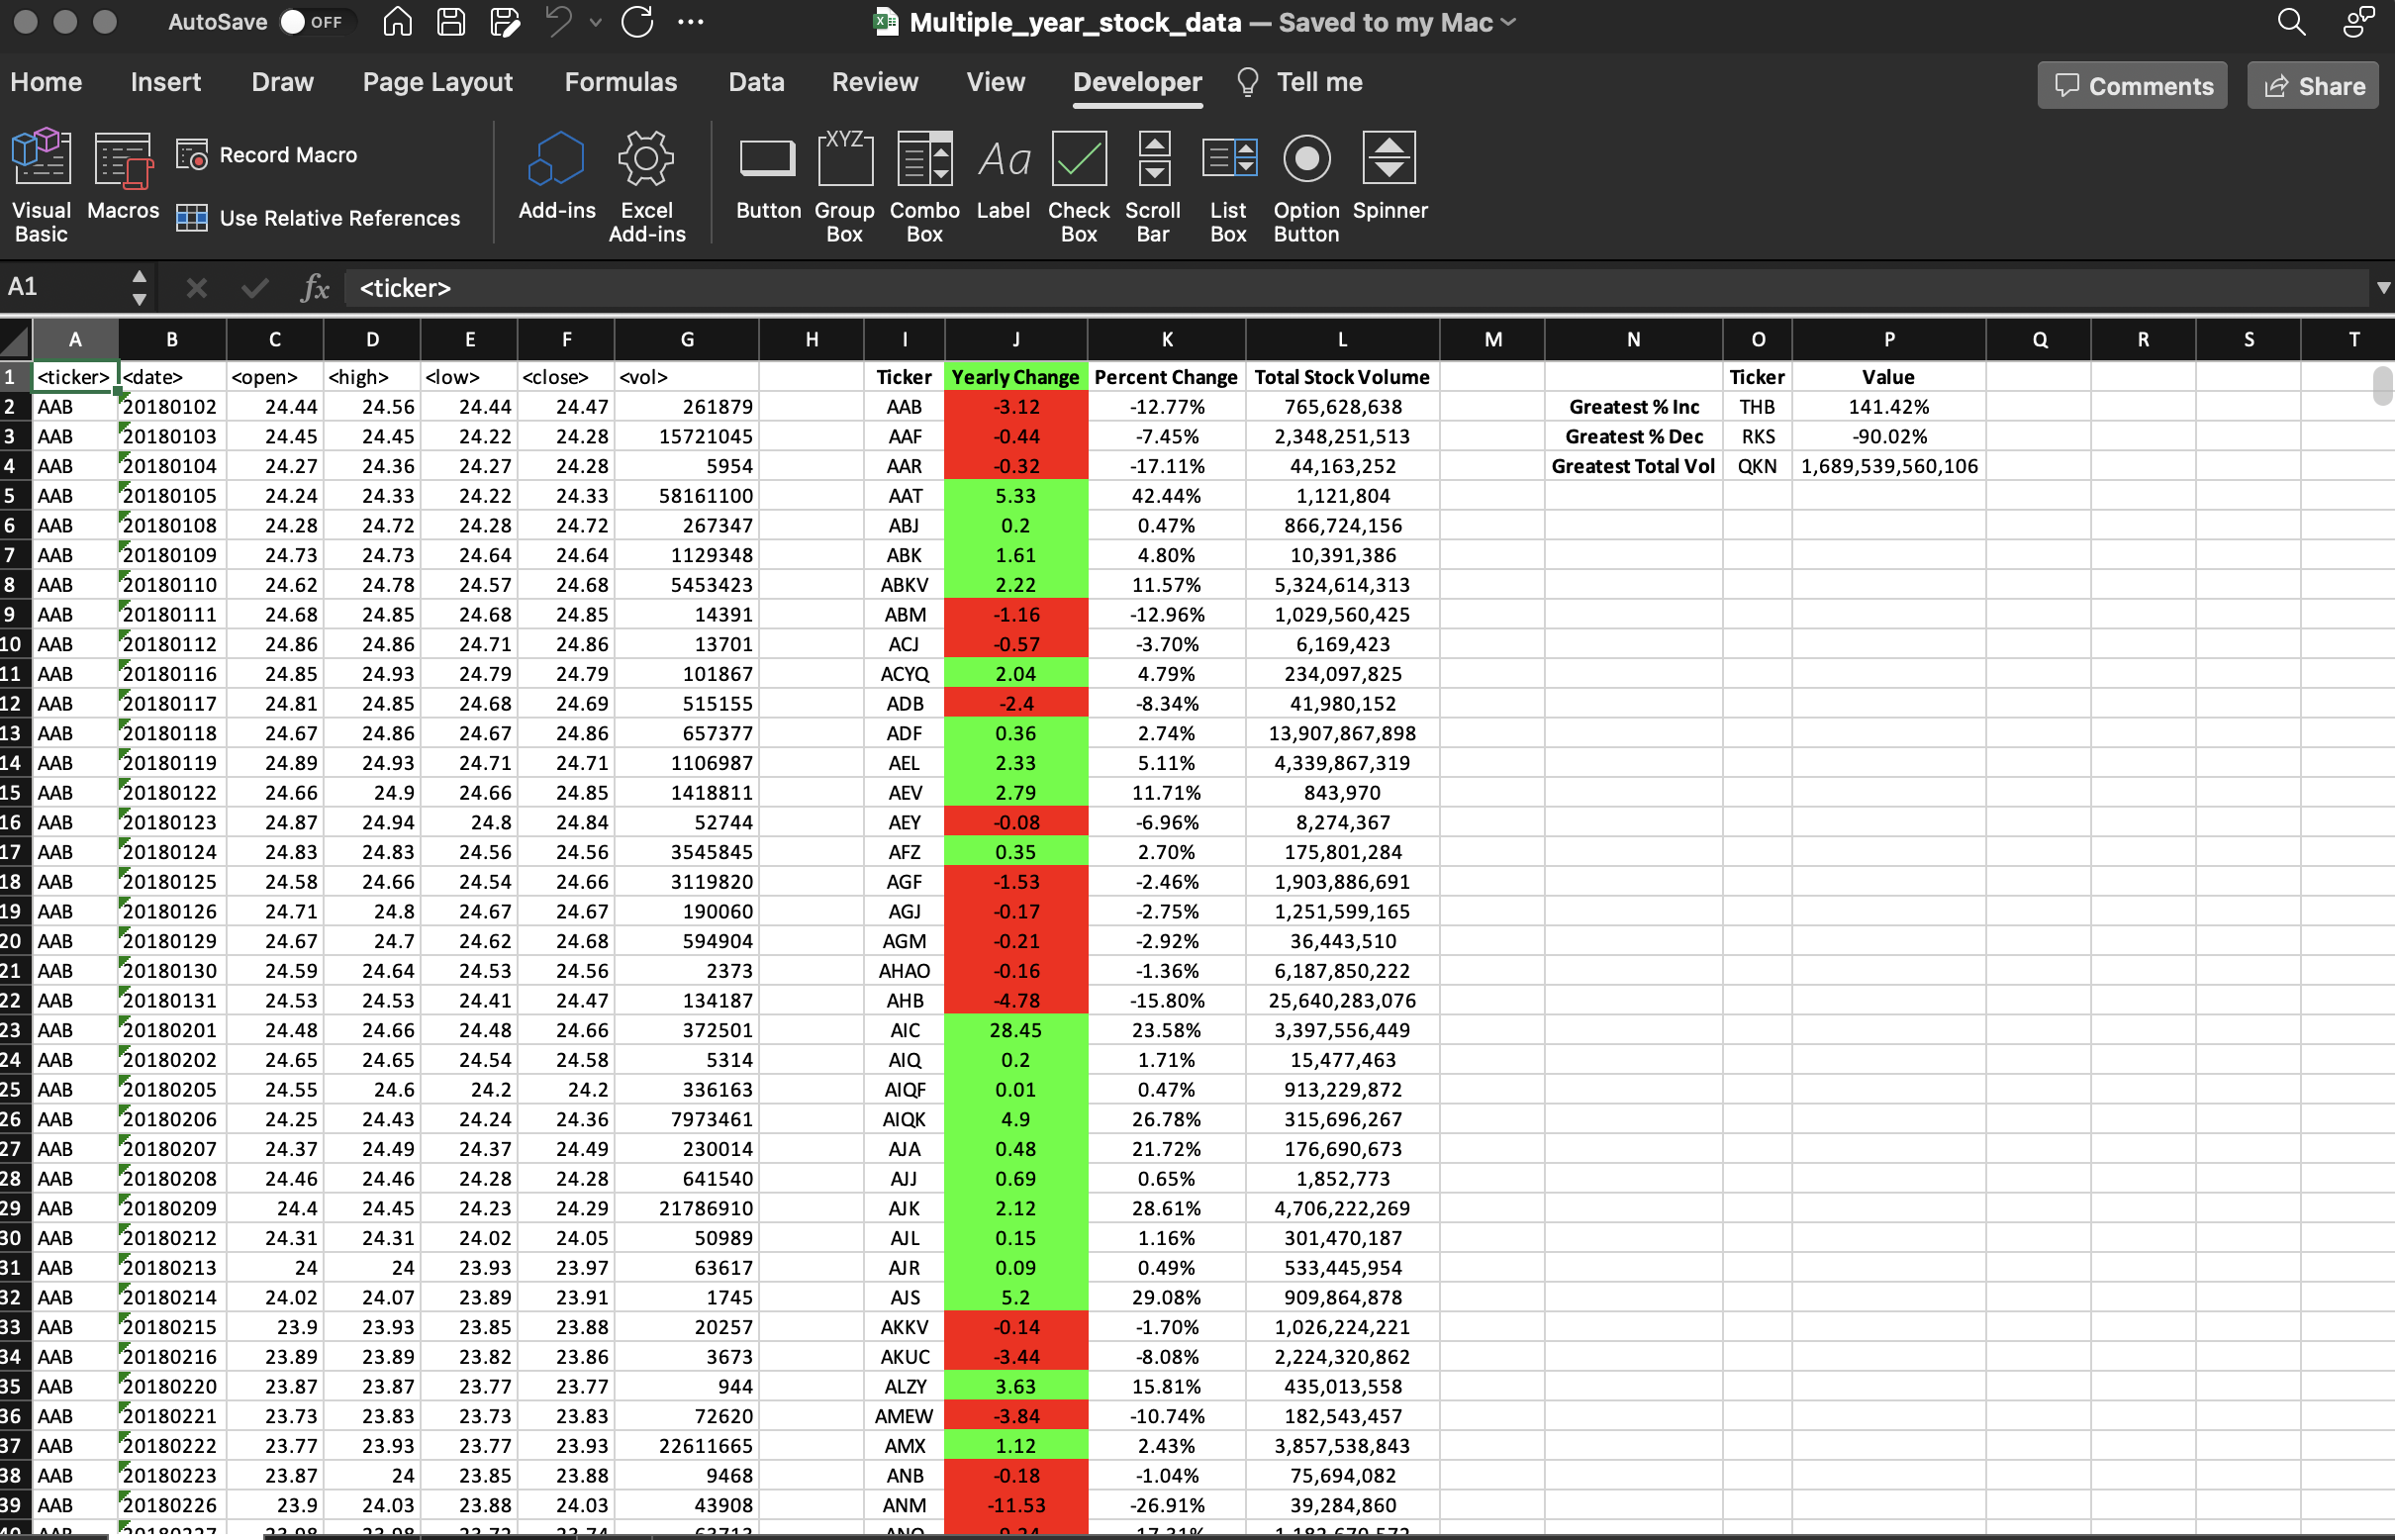 AutoSave OFF Multiple_year_stock_data — Saved to my Mac
Home Insert Draw Page Layout Formulas Data Review View Developer Tell me Comments Share
Visual Basic Macros Record Macro Use Relative References Add-ins Excel Add-ins Button XYZ Group Box Combo Box Aa Label Check Box Scroll Bar List Box Option Button Spinner
A1 fx <ticker>
A B C D E F G H I J K L M N O P Q R S T
1 <ticker> <date> <open> <high> <low> <close> <vol> Ticker Yearly Change Percent Change Total Stock Volume Ticker Value
2 AAB 20180102 24.44 24.56 24.44 24.47 261879 AAB -3.12 -12.77% 765,628,638 Greatest % Inc THB 141.42%
3 AAB 20180103 24.45 24.45 24.22 24.28 15721045 AAF -0.44 -7.45% 2,348,251,513 Greatest % Dec RKS -90.02%
4 AAB 20180104 24.27 24.36 24.27 24.28 5954 AAR -0.32 -17.11% 44,163,252 Greatest Total Vol QKN 1,689,539,560,106
5 AAB 20180105 24.24 24.33 24.22 24.33 58161100 AAT 5.33 42.44% 1,121,804
6 AAB 20180108 24.28 24.72 24.28 24.72 267347 ABJ 0.2 0.47% 866,724,156
7 AAB 20180109 24.73 24.73 24.64 24.64 1129348 ABK 1.61 4.80% 10,391,386
8 AAB 20180110 24.62 24.78 24.57 24.68 5453423 ABKV 2.22 11.57% 5,324,614,313
9 AAB 20180111 24.68 24.85 24.68 24.85 14391 ABM -1.16 -12.96% 1,029,560,425
10 AAB 20180112 24.86 24.86 24.71 24.86 13701 ACJ -0.57 -3.70% 6,169,423
11 AAB 20180116 24.85 24.93 24.79 24.79 101867 ACYQ 2.04 4.79% 234,097,825
12 AAB 20180117 24.81 24.85 24.68 24.69 515155 ADB -2.4 -8.34% 41,980,152
13 AAB 20180118 24.67 24.86 24.67 24.86 657377 ADF 0.36 2.74% 13,907,867,898
14 AAB 20180119 24.89 24.93 24.71 24.71 1106987 AEL 2.33 5.11% 4,339,867,319
15 AAB 20180122 24.66 24.9 24.66 24.85 1418811 AEV 2.79 11.71% 843,970
16 AAB 20180123 24.87 24.94 24.8 24.84 52744 AEY -0.08 -6.96% 8,274,367
17 AAB 20180124 24.83 24.83 24.56 24.56 3545845 AFZ 0.35 2.70% 175,801,284
18 AAB 20180125 24.58 24.66 24.54 24.66 3119820 AGF -1.53 -2.46% 1,903,886,691
19 AAB 20180126 24.71 24.8 24.67 24.67 190060 AGJ -0.17 -2.75% 1,251,599,165
20 AAB 20180129 24.67 24.7 24.62 24.68 594904 AGM -0.21 -2.92% 36,443,510
21 AAB 20180130 24.59 24.64 24.53 24.56 2373 AHAO -0.16 -1.36% 6,187,850,222
22 AAB 20180131 24.53 24.53 24.41 24.47 134187 AHB -4.78 -15.80% 25,640,283,076
23 AAB 20180201 24.48 24.66 24.48 24.66 372501 AIC 28.45 23.58% 3,397,556,449
24 AAB 20180202 24.65 24.65 24.54 24.58 5314 AIQ 0.2 1.71% 15,477,463
25 AAB 20180205 24.55 24.6 24.2 24.2 336163 AIQF 0.01 0.47% 913,229,872
26 AAB 20180206 24.25 24.43 24.24 24.36 7973461 AIQK 4.9 26.78% 315,696,267
27 AAB 20180207 24.37 24.49 24.37 24.49 230014 AJA 0.48 21.72% 176,690,673
28 AAB 20180208 24.46 24.46 24.28 24.28 641540 AJJ 0.69 0.65% 1,852,773
29 AAB 20180209 24.4 24.45 24.23 24.29 21786910 AJK 2.12 28.61% 4,706,222,269
30 AAB 20180212 24.31 24.31 24.02 24.05 50989 AJL 0.15 1.16% 301,470,187
31 AAB 20180213 24 24 23.93 23.97 63617 AJR 0.09 0.49% 533,445,954
32 AAB 20180214 24.02 24.07 23.89 23.91 1745 AJS 5.2 29.08% 909,864,878
33 AAB 20180215 23.9 23.93 23.85 23.88 20257 AKKV -0.14 -1.70% 1,026,224,221
34 AAB 20180216 23.89 23.89 23.82 23.86 3673 AKUC -3.44 -8.08% 2,224,320,862
35 AAB 20180220 23.87 23.87 23.77 23.77 944 ALZY 3.63 15.81% 435,013,558
36 AAB 20180221 23.73 23.83 23.73 23.83 72620 AMEW -3.84 -10.74% 182,543,457
37 AAB 20180222 23.77 23.93 23.77 23.93 22611665 AMX 1.12 2.43% 3,857,538,843
38 AAB 20180223 23.87 24 23.85 23.88 9468 ANB -0.18 -1.04% 75,694,082
39 AAB 20180226 23.9 24.03 23.88 24.03 43908 ANM -11.53 -26.91% 39,284,860